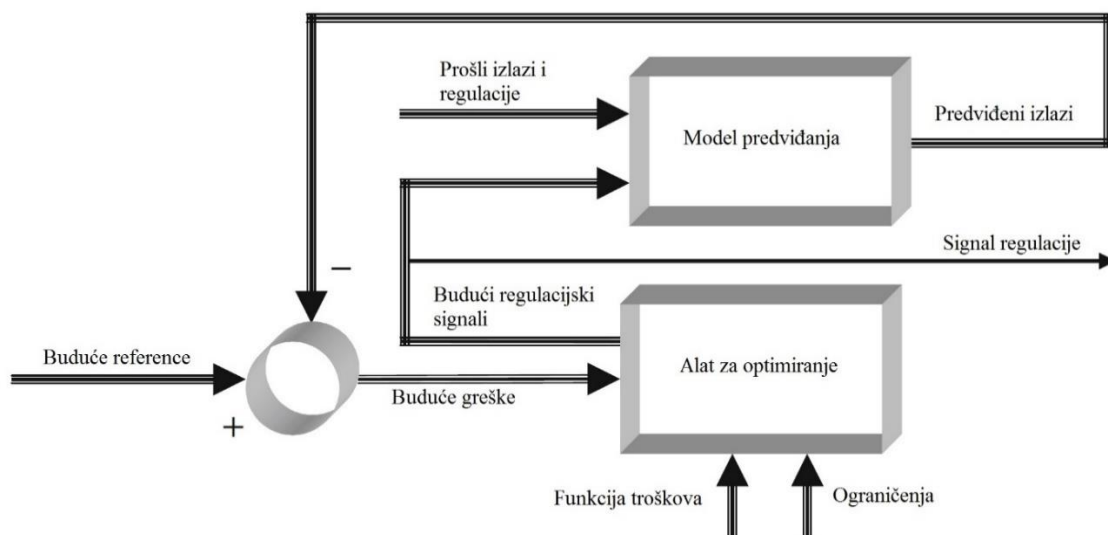 Prošli izlazi i
regulacije
Model predviđanja
Predviđeni izlazi
Signal regulacije
−
Budući regulacijski
signali
Buduće reference
Alat za optimiranje
Buduće greške
+
Funkcija troškova
Ograničenja